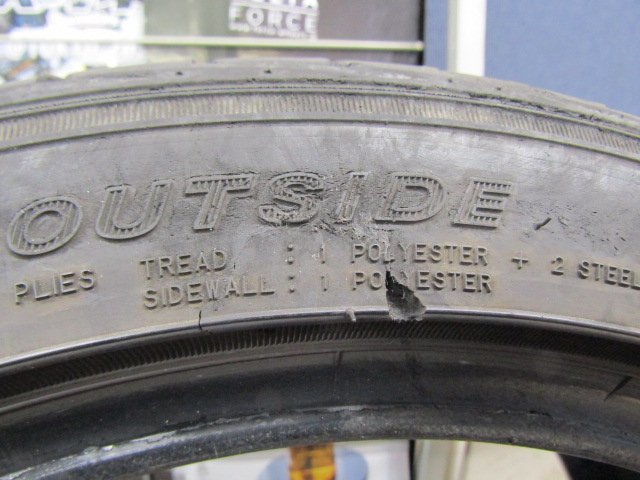 FORCE
OUTSIDE
PLIES TREAD : 1 POLYESTER + 2 STEEL
SIDEWALL : 1 POLYESTER